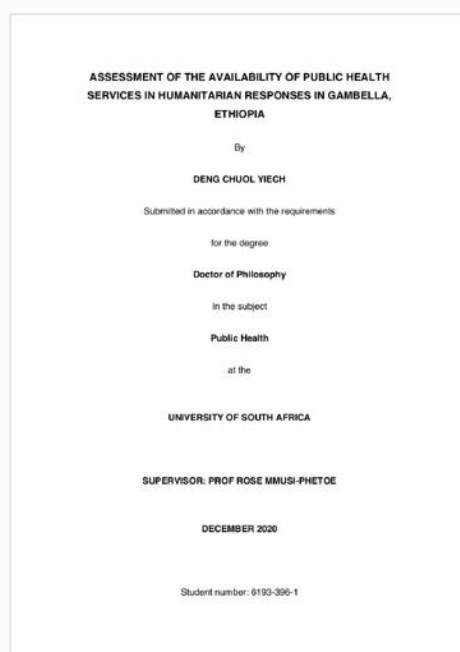 ASSESSMENT OF THE AVAILABILITY OF PUBLIC HEALTH
SERVICES IN HUMANITARIAN RESPONSES IN GAMBELLA,
ETHIOPIA
By
DENG CHUOL YIECH
Submitted in accordance with the requirements
for the degree
Doctor of Philosophy
In the subject
Public Health
at the
UNIVERSITY OF SOUTH AFRICA
SUPERVISOR: PROF ROSE MMUSI-PHETOE
DECEMBER 2020
Student number: 6193-396-1